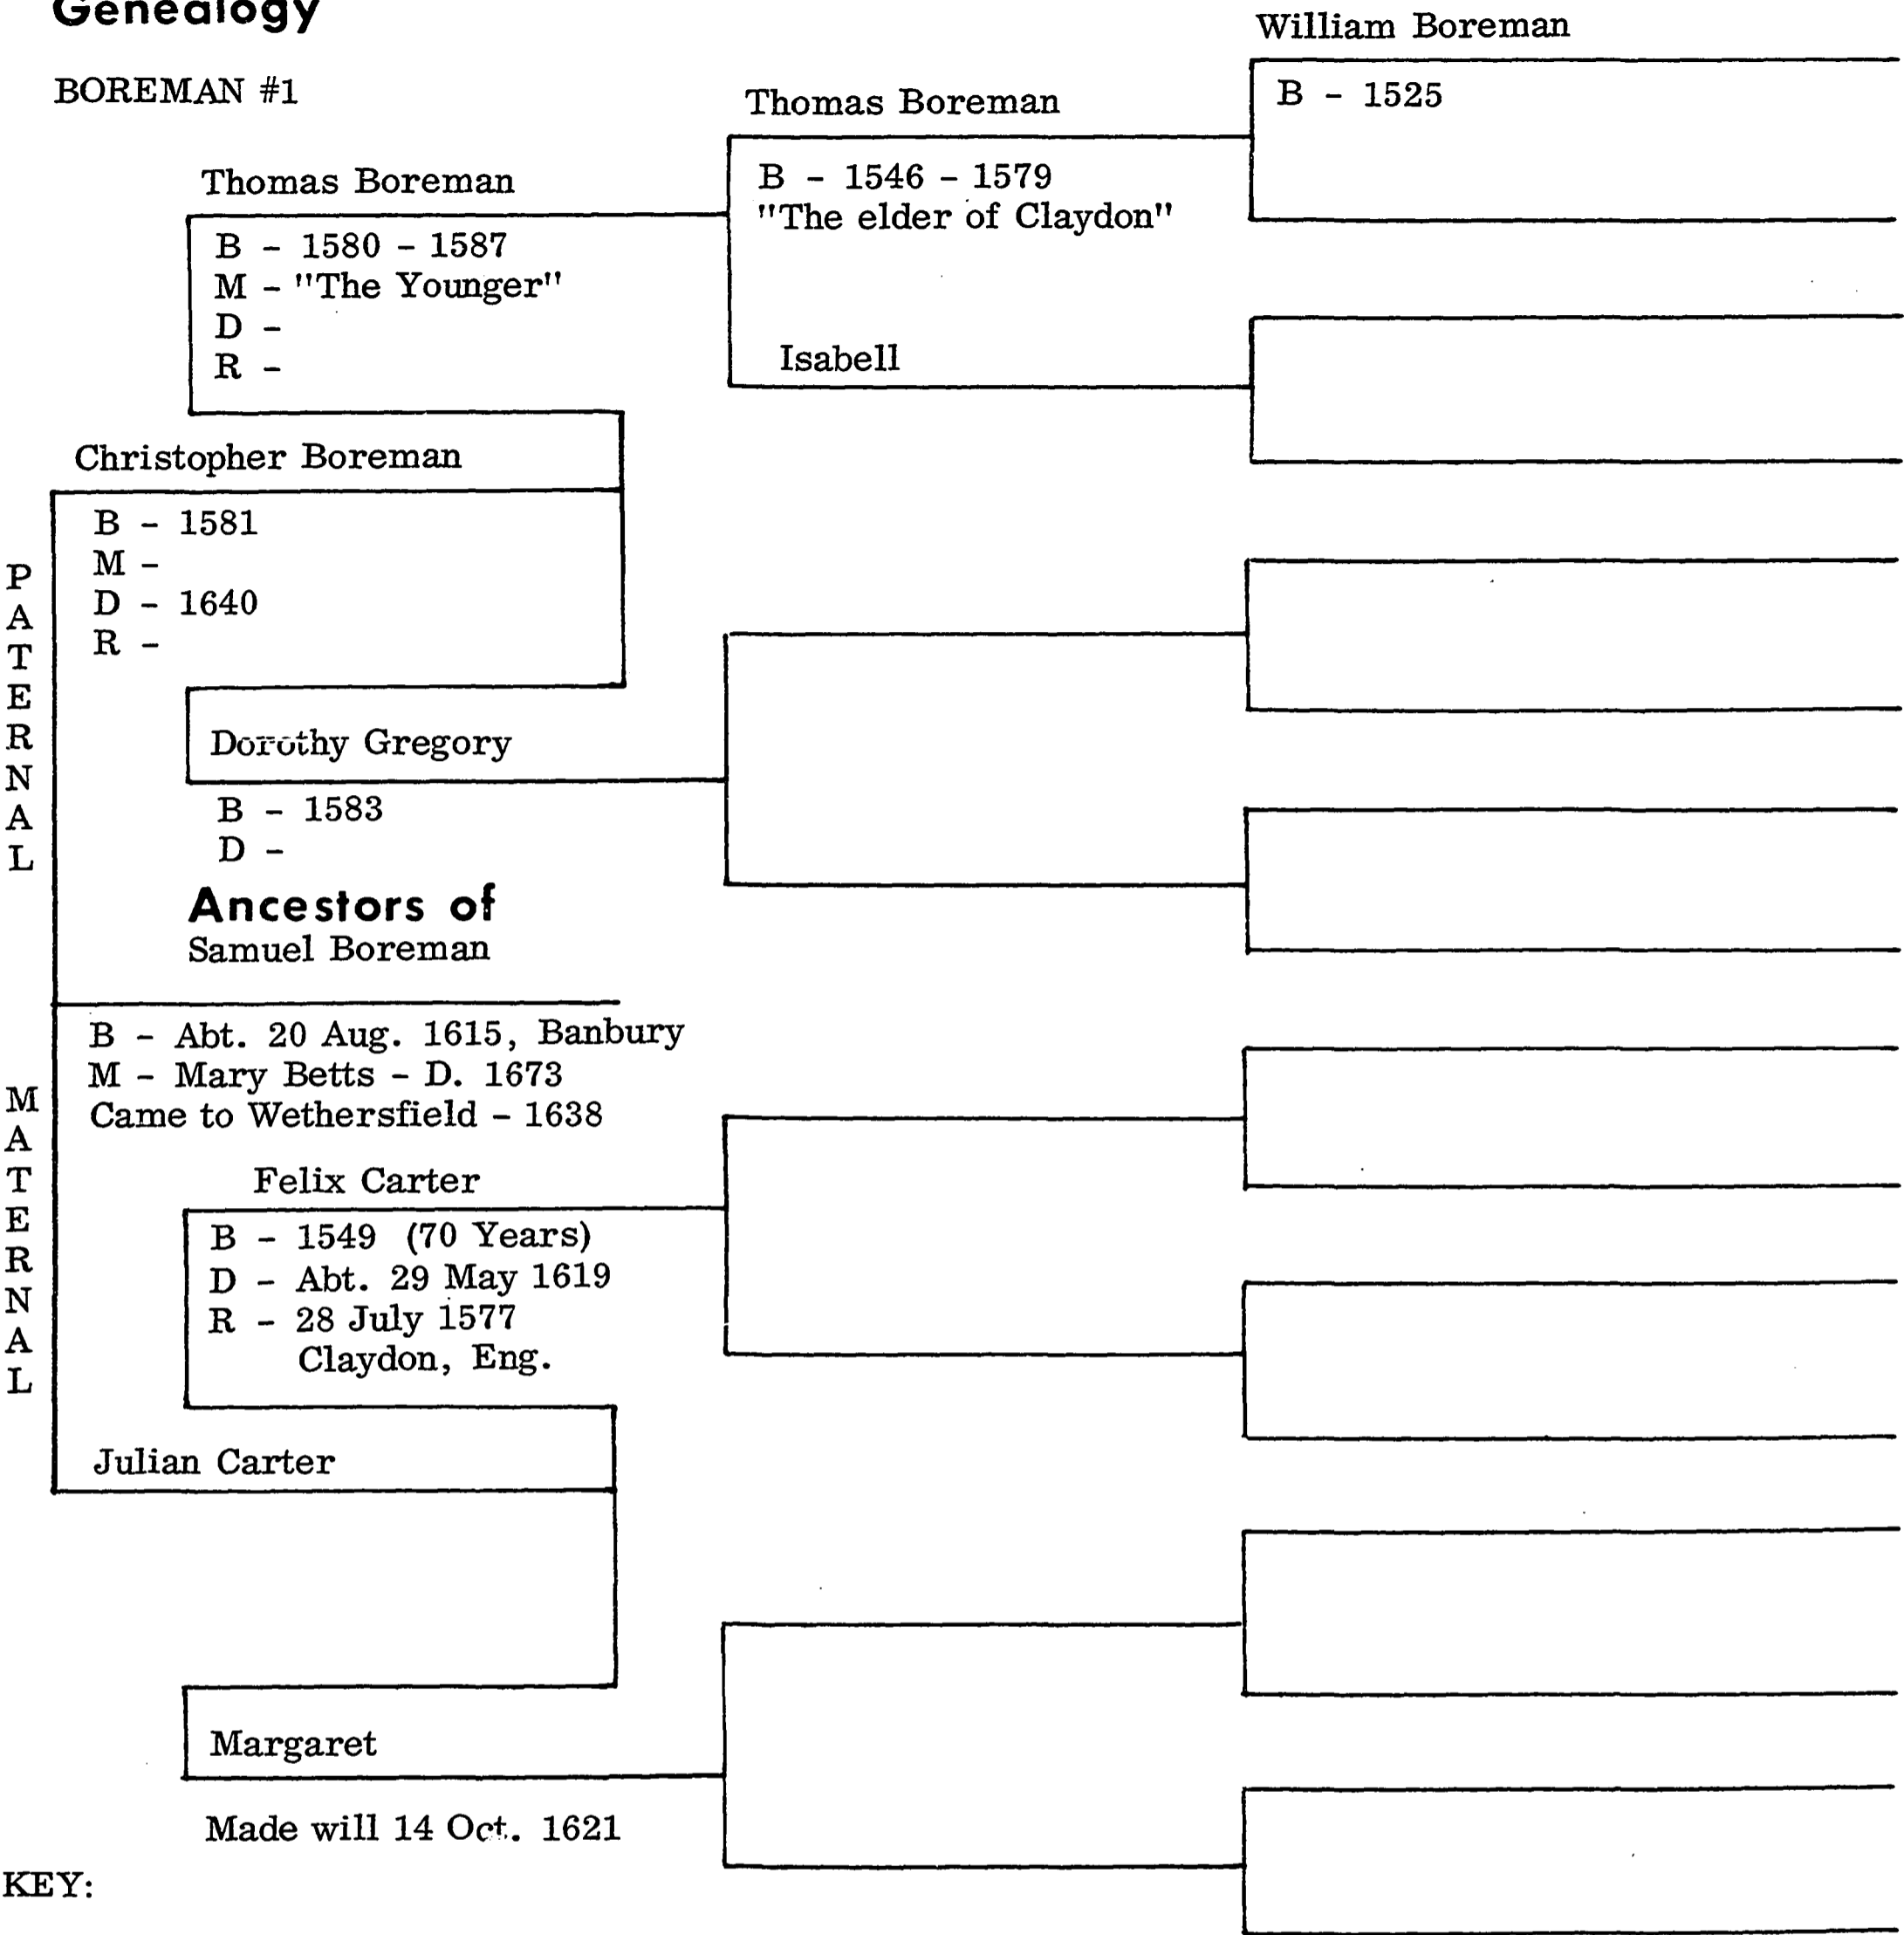 Genealogy
BOREMAN #1
William Boreman
B - 1525
Thomas Boreman
B - 1546 - 1579
"The elder of Claydon"
Isabell
Thomas Boreman
B - 1580 - 1587
M - "The Younger"
D -
R -
Christopher Boreman
B - 1581
M -
D - 1640
R -
PATERNAL
Dorothy Gregory
B - 1583
D -
Ancestors of
Samuel Boreman
B - Abt. 20 Aug. 1615, Banbury
M - Mary Betts - D. 1673
Came to Wethersfield - 1638
MATERNAL
Felix Carter
B - 1549 (70 Years)
D - Abt. 29 May 1619
R - 28 July 1577
Claydon, Eng.
Julian Carter
Margaret
Made will 14 Oct. 1621
KEY: